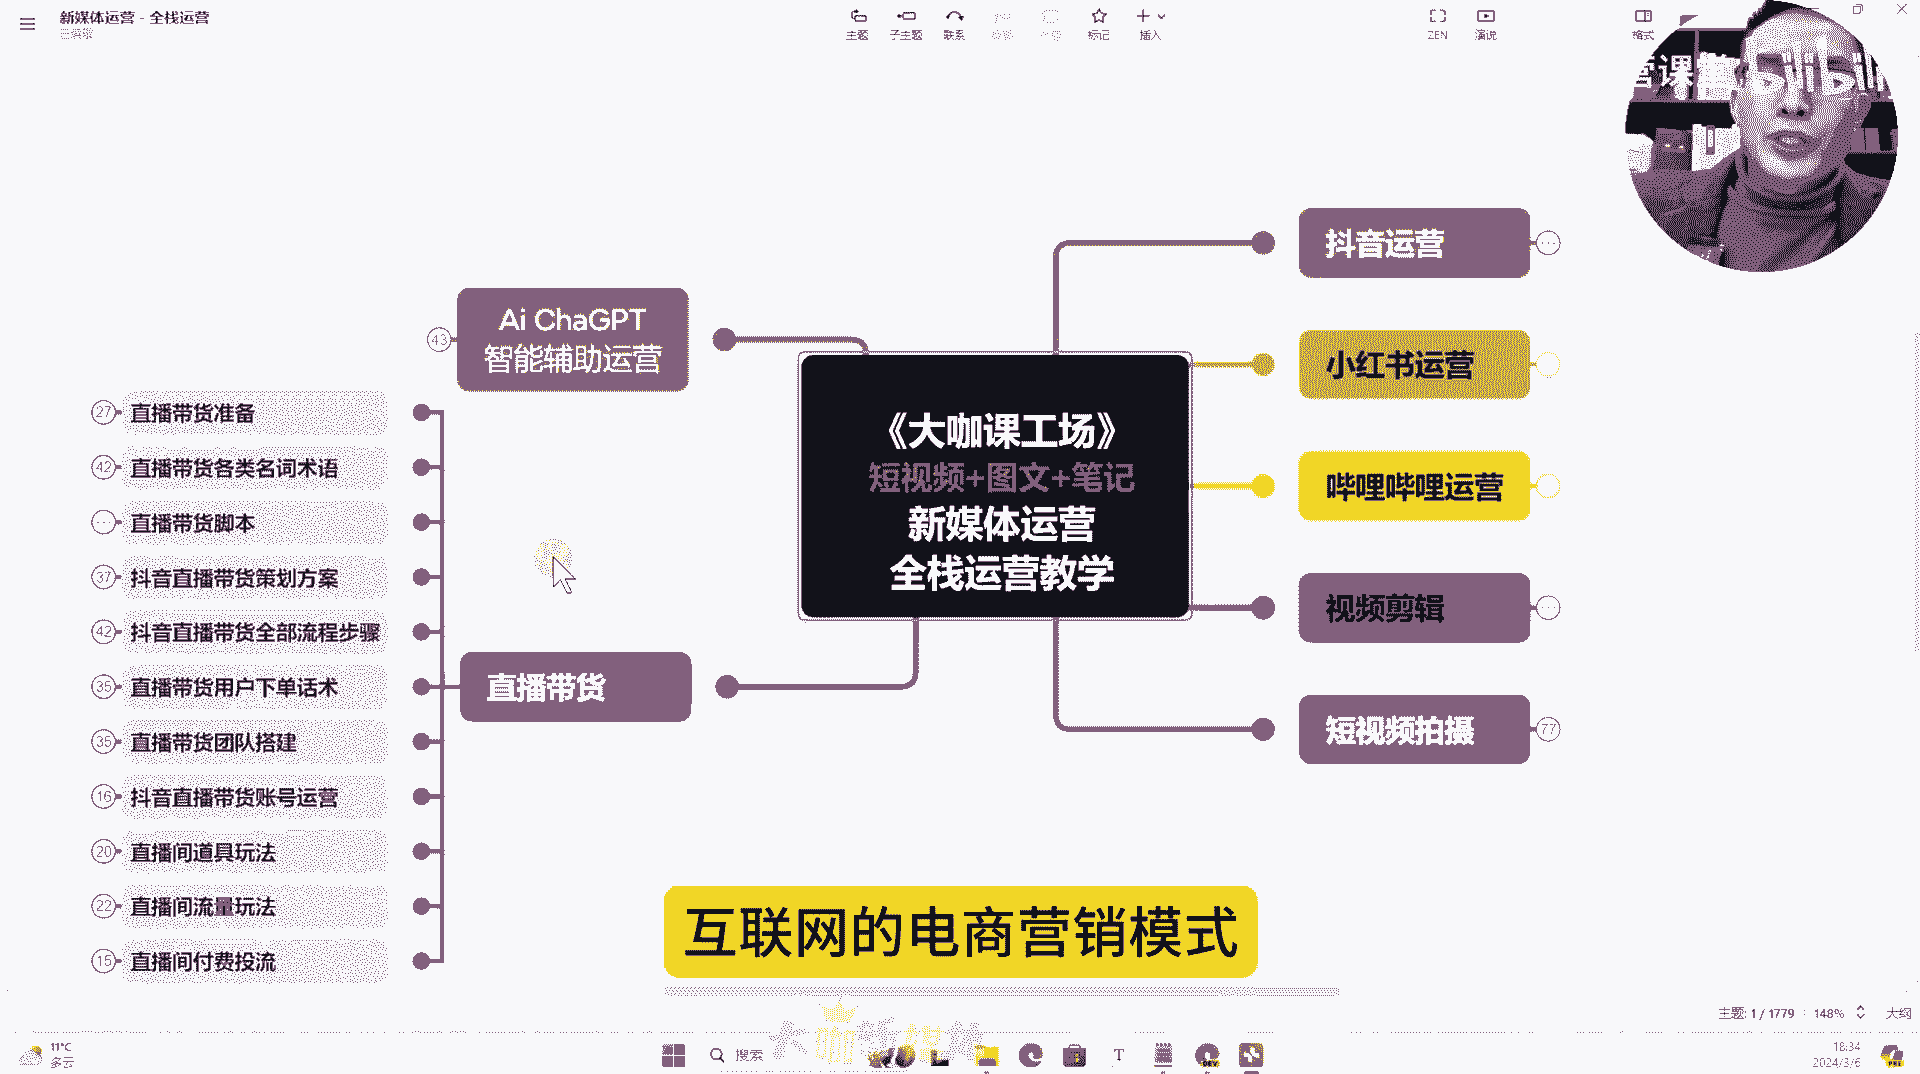 新媒体运营 - 全栈运营
已编辑
主题
子主题
联系
标记
插入
ZEN
演说
格式
营课堂
bilibili
Ai ChaGPT
智能辅助运营
43
27
直播带货准备
42
直播带货各类名词术语
直播带货脚本
37
抖音直播带货策划方案
42
抖音直播带货全部流程步骤
35
直播带货用户下单话术
35
直播带货团队搭建
16
抖音直播带货账号运营
20
直播间道具玩法
22
直播间流量玩法
15
直播间付费投流
直播带货
《大咖课工场》
短视频+图文+笔记
新媒体运营
全栈运营教学
抖音运营
小红书运营
哔哩哔哩运营
视频剪辑
短视频拍摄
77
互联网的电商营销模式
大咖新媒体
主题: 1 / 1779
148%
大纲
11°C
多云
搜索
18:34
2024/3/6